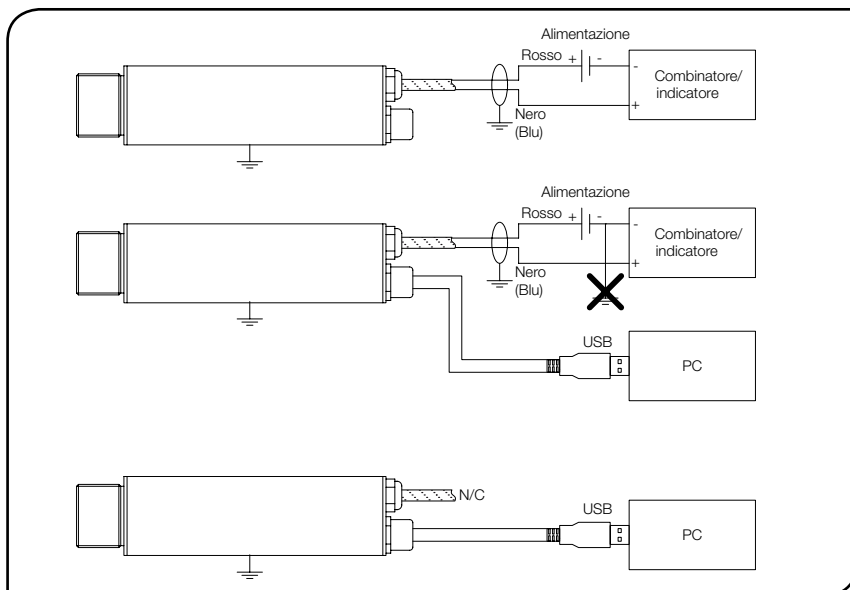 Alimentazione
Rosso + -
-
Combinatore/
indicatore
+
Nero
(Blu)
Alimentazione
Rosso + -
-
Combinatore/
indicatore
+
Nero
(Blu)
USB
PC
N/C
USB
PC